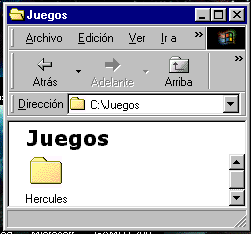 Juegos
Archivo Edición Ver Ir a »
Atrás Adelante Arriba »
Dirección C:\Juegos
Juegos
Hercules